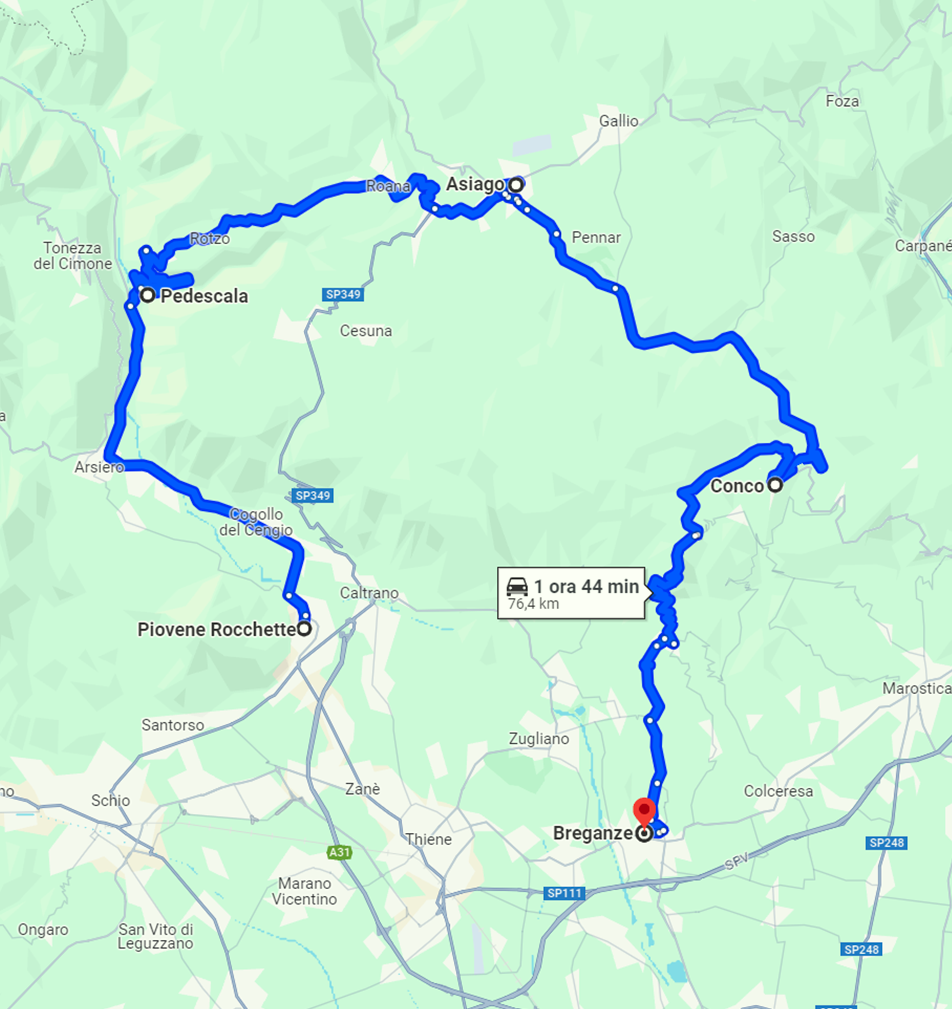 Foza
Gallio
Asiago
Roana
Rotzo
Pennar
Sasso
Tonezza
del Cimone
Carpané
Pedescala
SP349
Cesuna
Arsiero
Conco
SP349
Cogollo
del Cengio
1 ora 44 min
76,4 km
Caltrano
Piovene Rocchette
Marostica
Santorso
Zugliano
Zanè
Colceresa
Schio
Breganze
Thiene
SP248
A31
SPV
Marano
Vicentino
SP111
Ongaro
San Vito di
Leguzzano
SP248